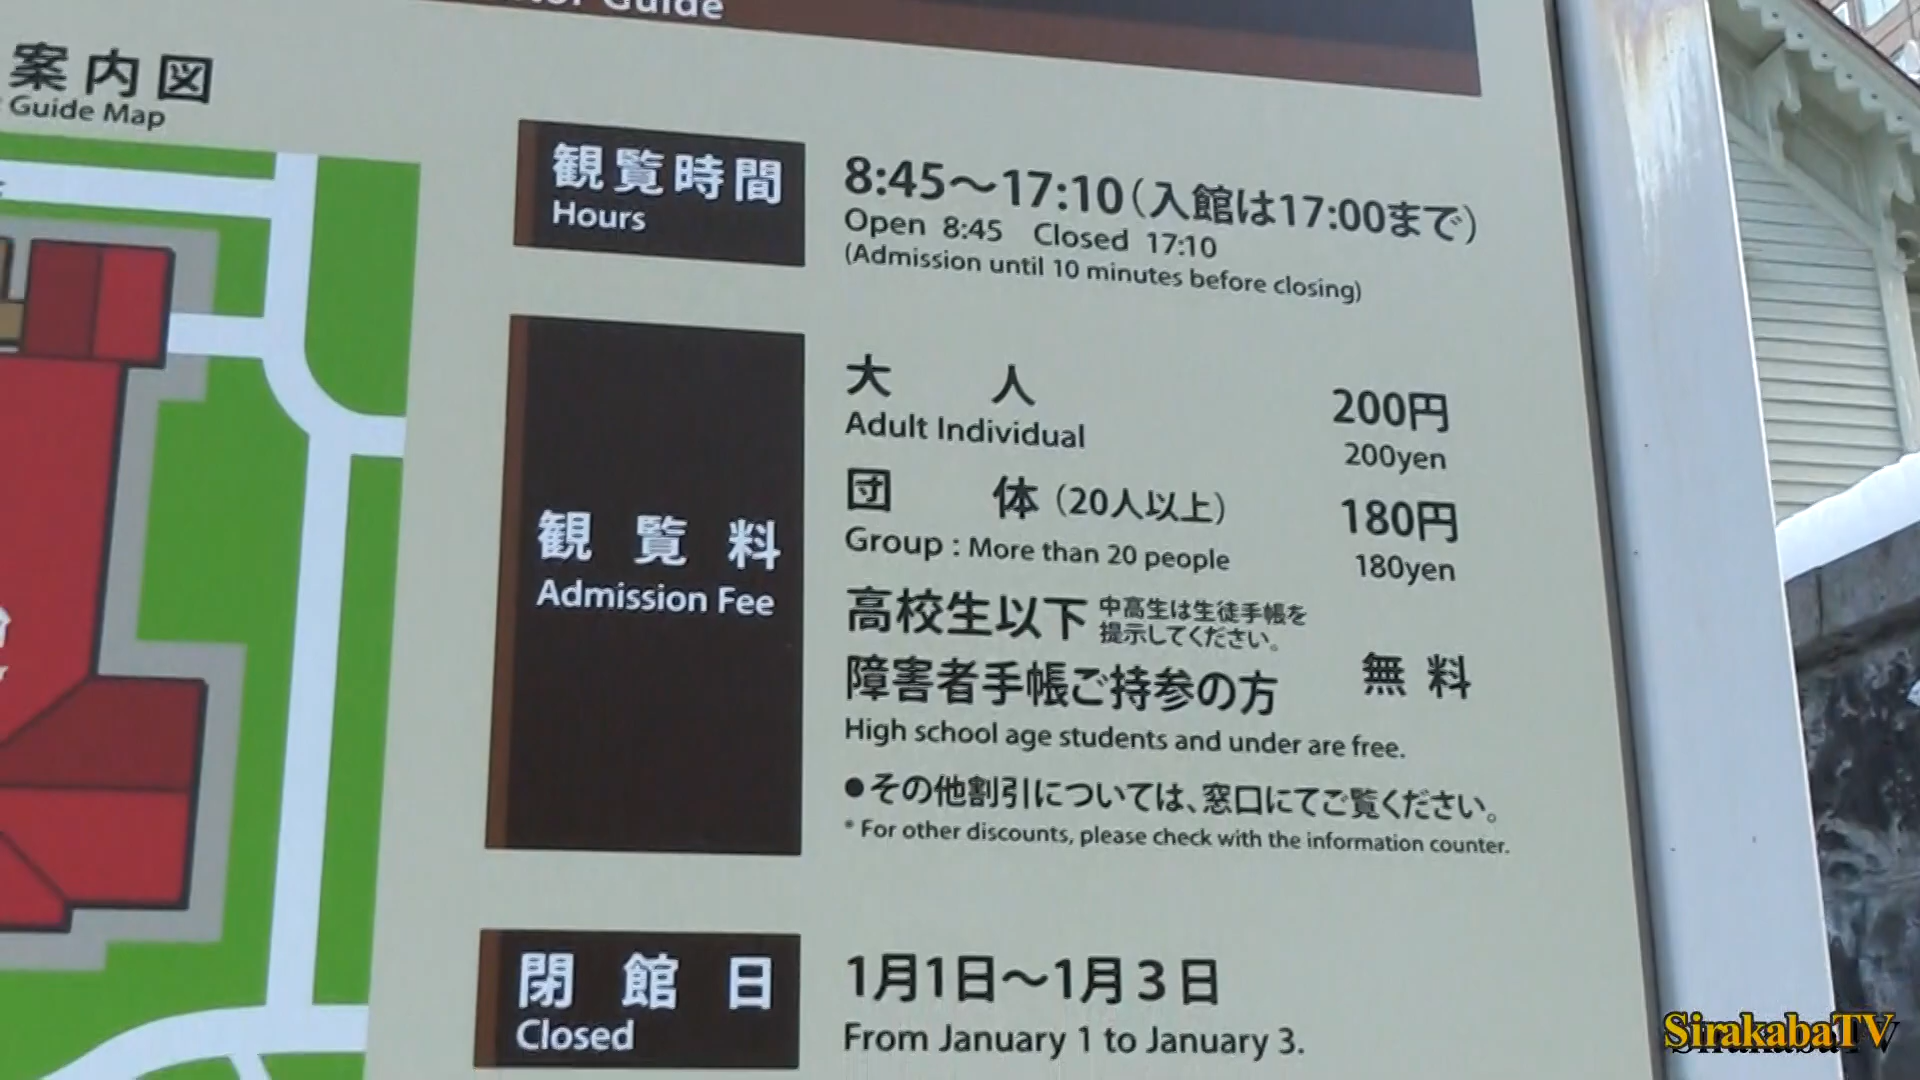 Guide
案内図
Guide Map
観覧時間
Hours
8:45～17:10（入館は17:00まで）
Open 8:45 Closed 17:10
(Admission until 10 minutes before closing)
観覧料
Admission Fee
大人 200円
Adult Individual 200yen
団体（20人以上） 180円
Group : More than 20 people 180yen
高校生以下 中高生は生徒手帳を
提示してください。
障害者手帳ご持参の方 無料
High school age students and under are free.
●その他割引については、窓口にてご覧ください。
* For other discounts, please check with the information counter.
閉館日
Closed
1月1日～1月3日
From January 1 to January 3.
SirakabaTV